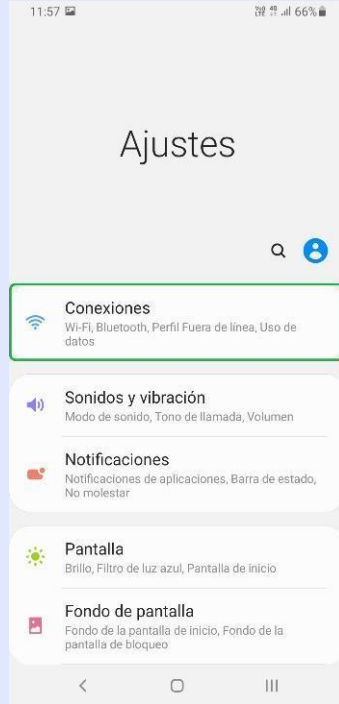 11:57 66%
Ajustes
Conexiones
Wi-Fi, Bluetooth, Perfil Fuera de línea, Uso de
datos
Sonidos y vibración
Modo de sonido, Tono de llamada, Volumen
Notificaciones
Notificaciones de aplicaciones, Barra de estado,
No molestar
Pantalla
Brillo, Filtro de luz azul, Pantalla de inicio
Fondo de pantalla
Fondo de la pantalla de inicio, Fondo de la
pantalla de bloqueo